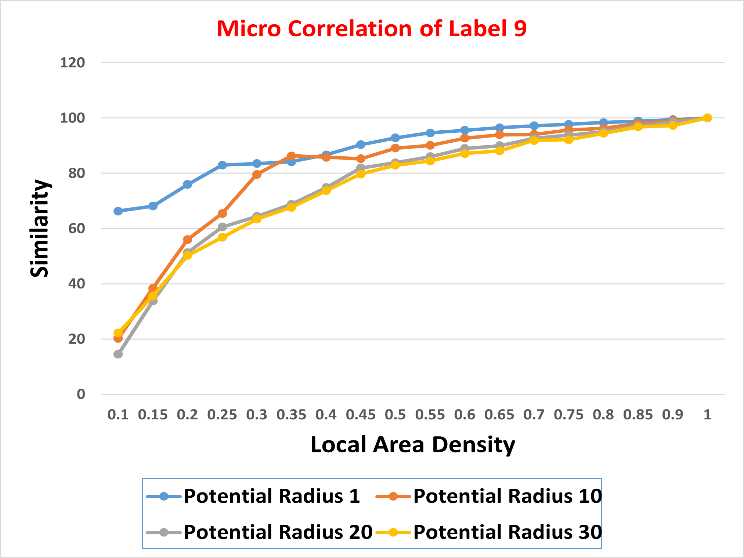 Micro Correlation of Label 9
120
100
80
60
40
20
0
Similarity
0.1 0.15 0.2 0.25 0.3 0.35 0.4 0.45 0.5 0.55 0.6 0.65 0.7 0.75 0.8 0.85 0.9 1
Local Area Density
Potential Radius 1 Potential Radius 10
Potential Radius 20 Potential Radius 30